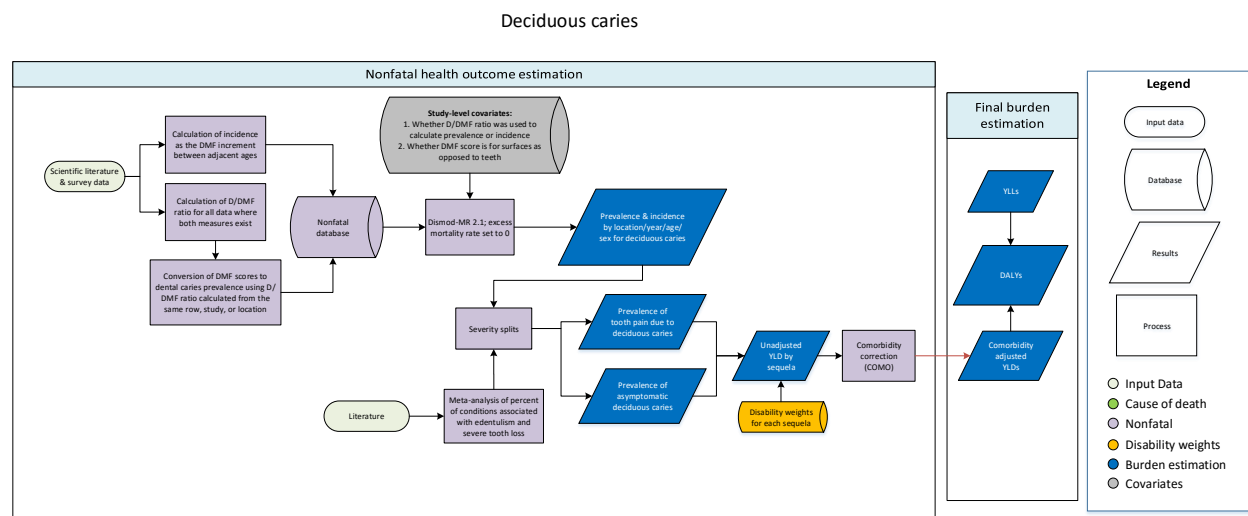 Deciduous caries
Nonfatal health outcome estimation
Scientific literature
& survey data
Calculation of incidence
as the DMF increment
between adjacent ages
Calculation of D/DMF
ratio for all data where
both measures exist
Conversion of DMF scores to
dental caries prevalence using D/
DMF ratio calculated from the
same row, study, or location
Nonfatal
database
Study-level covariates:
1. Whether D/DMF ratio was used to
calculate prevalence or incidence
2. Whether DMF score is for surfaces as
opposed to teeth
Dismod-MR 2.1; excess
mortality rate set to 0
Prevalence & incidence
by location/year/age/
sex for deciduous caries
Severity splits
Literature
Meta-analysis of percent
of conditions associated
with edentulism and
severe tooth loss
Prevalence of
tooth pain due to
deciduous caries
Prevalence of
asymptomatic
deciduous caries
Unadjusted
YLD by
sequela
Disability weights
for each sequela
Comorbidity
correction
(COMO)
Final burden
estimation
YLLs
DALYs
Comorbidity
adjusted
YLDs
Legend
Input data
Database
Results
Process
Input Data
Cause of death
Nonfatal
Disability weights
Burden estimation
Covariates